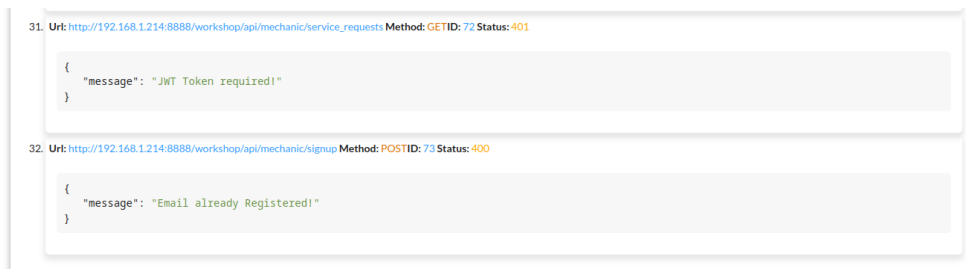 31. Url: http://192.168.1.214:8888/workshop/api/mechanic/service_requests Method: GETID: 72 Status: 401
{
"message": "JWT Token required!"
}
32. Url: http://192.168.1.214:8888/workshop/api/mechanic/signup Method: POSTID: 73 Status: 400
{
"message": "Email already Registered!"
}